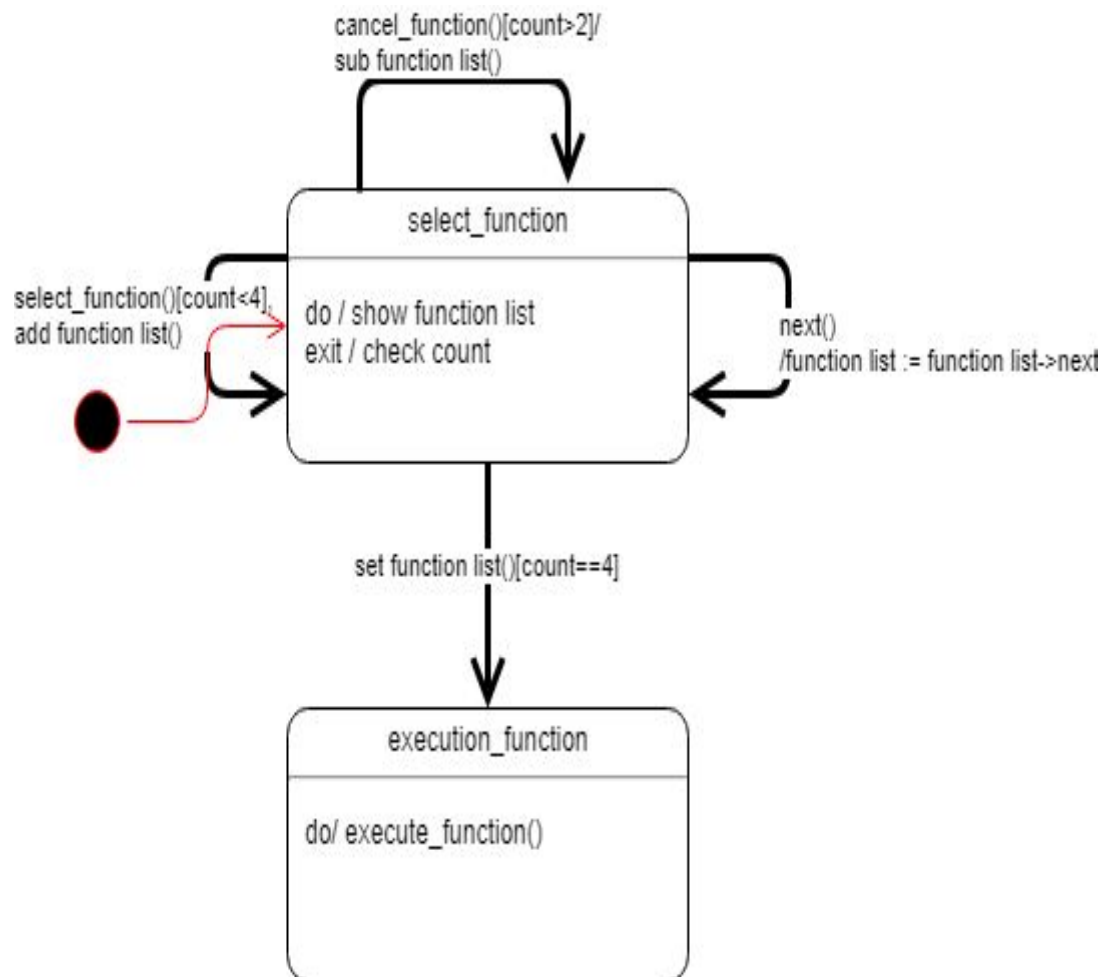 cancel_function()[count>2]/
sub function list()
select_function
select_function()[count<4],
add function list()
do / show function list
exit / check count
next()
/function list := function list->next
set function list()[count==4]
execution_function
do/ execute_function()